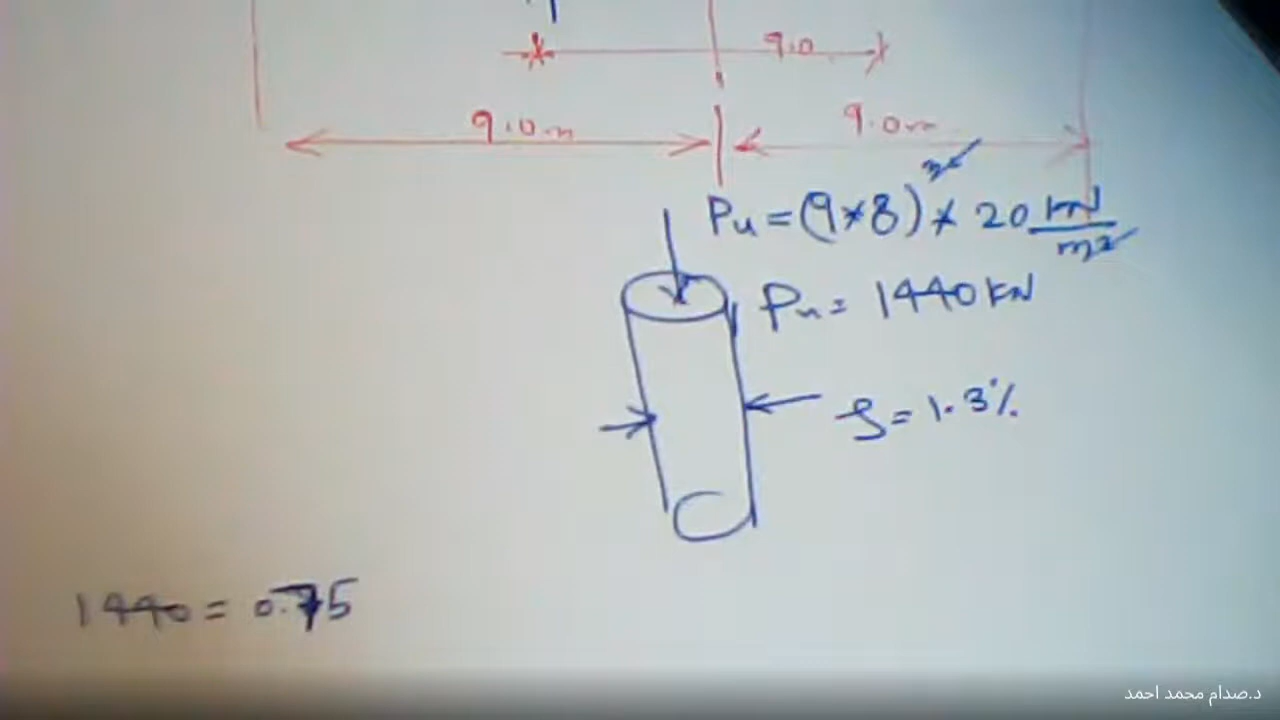 9.0
9.0m
9.0m
Pu = (9*8) m² * 20 kN/m²
Pu = 1440 kN
ρ = 1.3%
1440 = 0.75
د.صدام محمد احمد